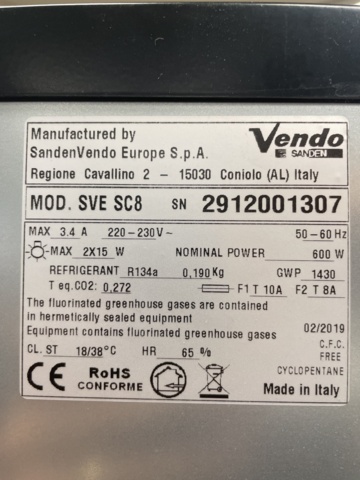 Manufactured by
SandenVendo Europe S.p.A.
Regione Cavallino 2 - 15030 Coniolo (AL) Italy
Vendo
SANDEN
MOD. SVE SC8 SN 2912001307
MAX 3.4 A 220-230V~ 50-60 Hz
MAX 2X15 W NOMINAL POWER 600 W
REFRIGERANT R134a 0,190 Kg GWP 1430
T eq.CO2: 0,272 F1 T 10A F2 T 8A
The fluorinated greenhouse gases are contained
in hermetically sealed equipment
Equipment contains fluorinated greenhouse gases
02/2019
CL. ST 18/38°C HR 65 %
C.F.C.
FREE
CYCLOPENTANE
CE RoHS
CONFORME
Made in Italy